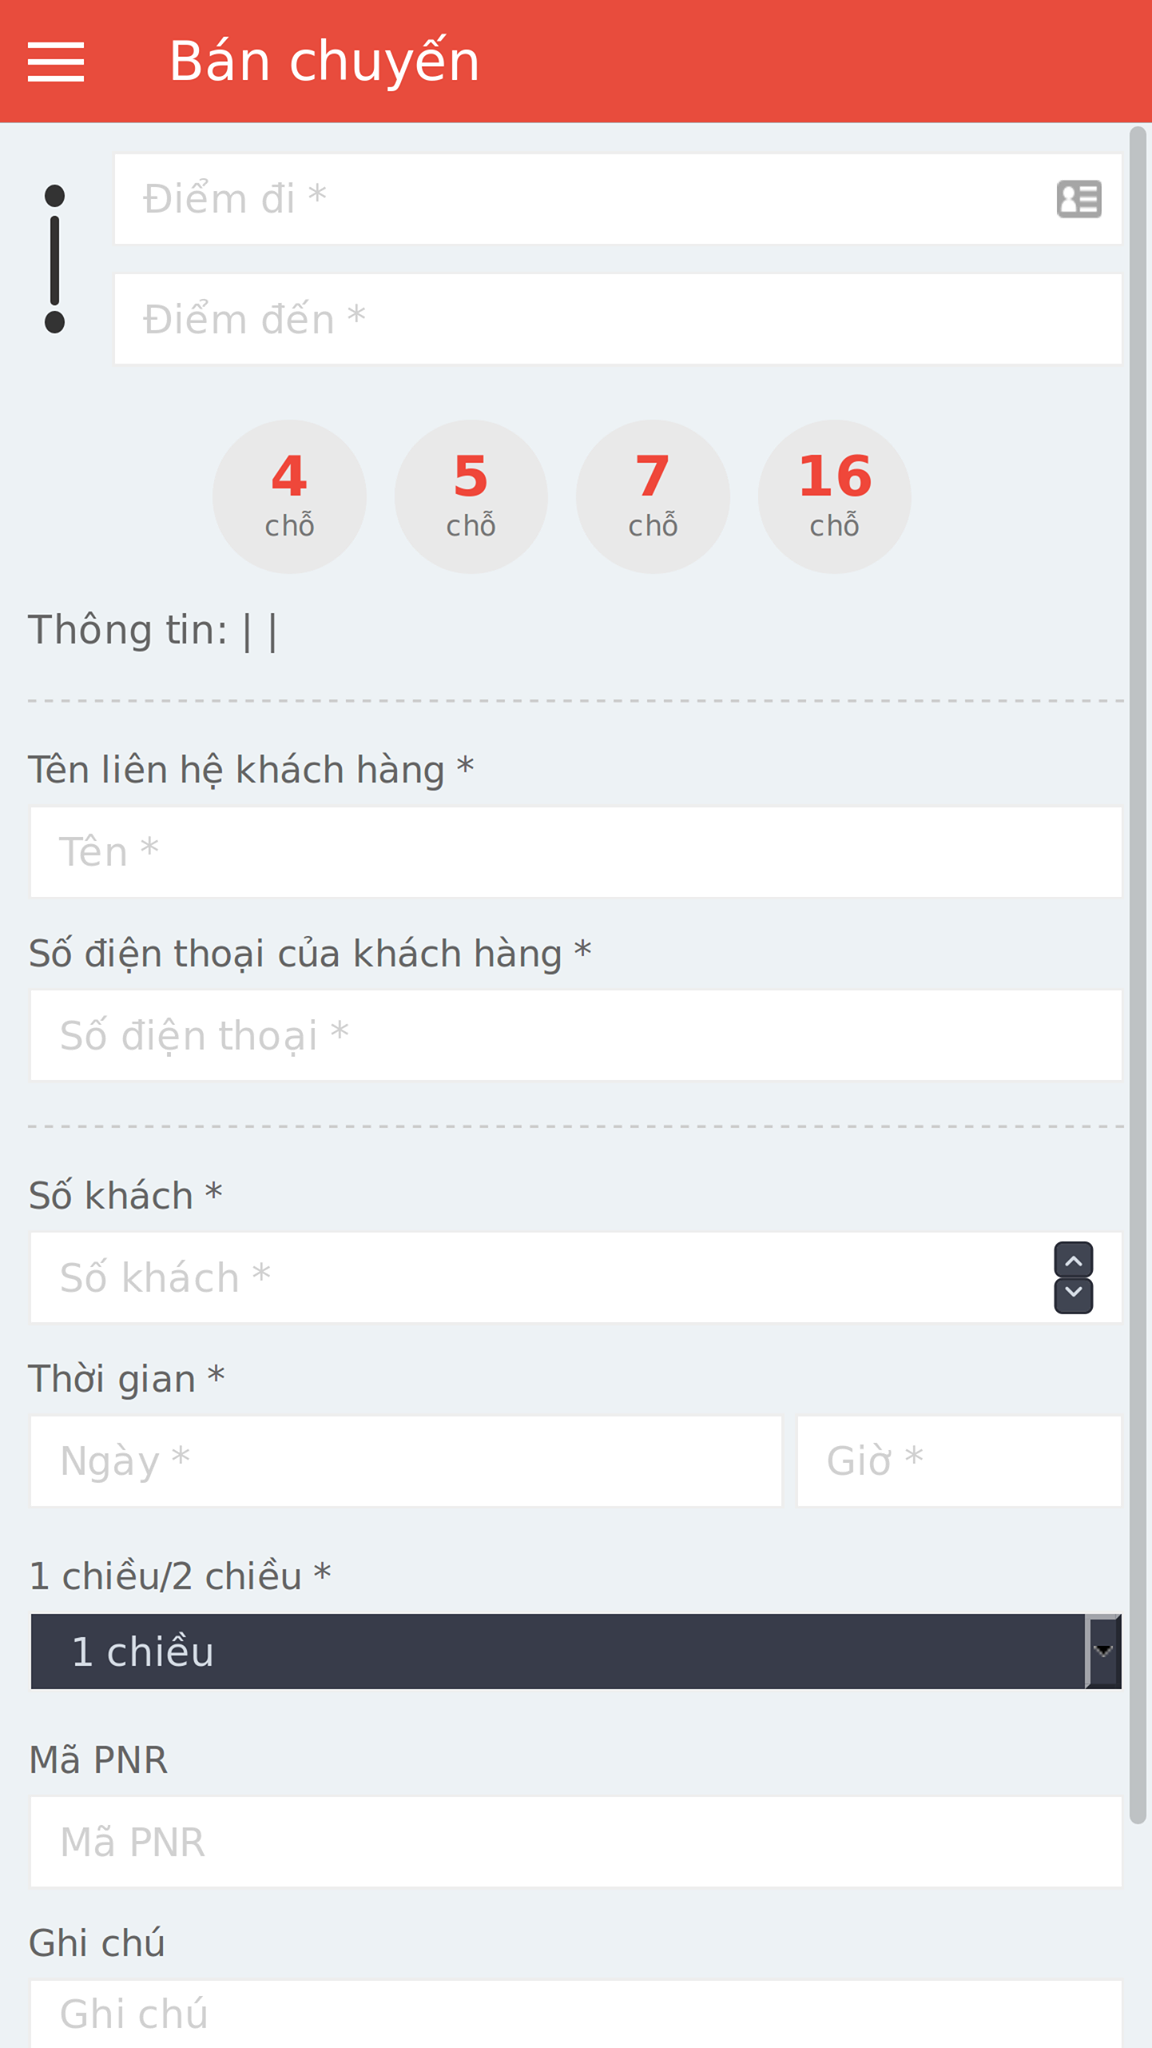 Bán chuyến
Điểm đi *
Điểm đến *
4 5 7 16
chỗ chỗ chỗ chỗ
Thông tin: | |
Tên liên hệ khách hàng *
Tên *
Số điện thoại của khách hàng *
Số điện thoại *
Số khách *
Số khách *
Thời gian *
Ngày * Giờ *
1 chiều/2 chiều *
1 chiều
Mã PNR
Mã PNR
Ghi chú
Ghi chú